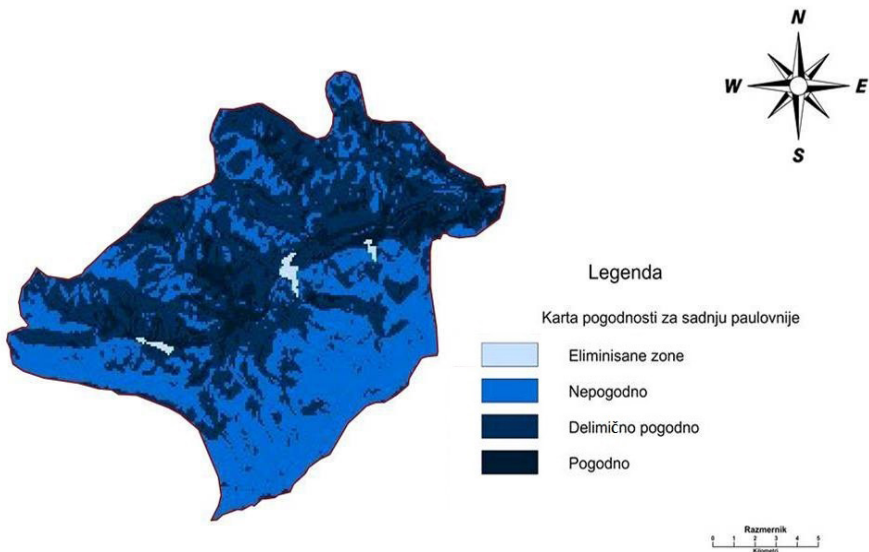 N
W E
S
Legenda
Karta pogodnosti za sadnju paulovnije
Eliminisane zone
Nepogodno
Delimično pogodno
Pogodno
Razmernik
0 1 2 3 4 5